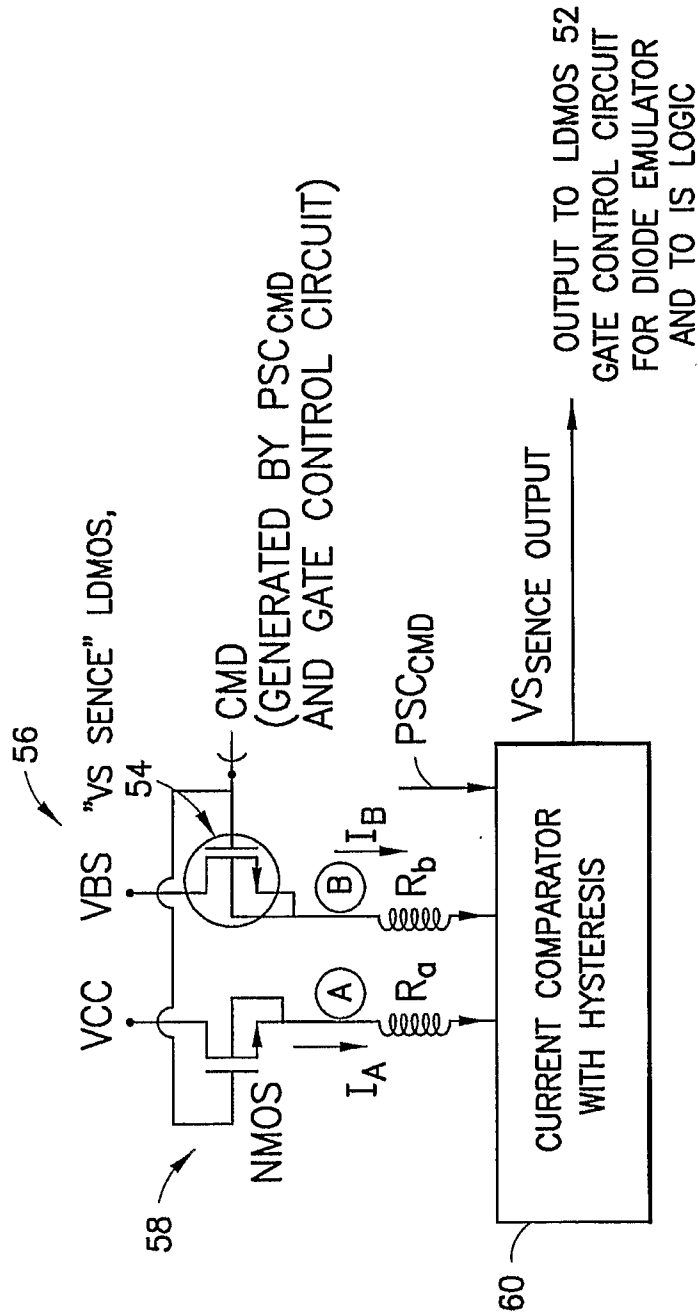 56
VCC
VBS
"VS SENCE" LDMOS,
54
58
NMOS
CMD
(GENERATED BY PSCCMD
AND GATE CONTROL CIRCUIT)
A
B
IA
IB
Ra
Rb
PSCCMD
60
CURRENT COMPARATOR
WITH HYSTERESIS
VSSENCE OUTPUT
OUTPUT TO LDMOS 52
GATE CONTROL CIRCUIT
FOR DIODE EMULATOR
AND TO IS LOGIC